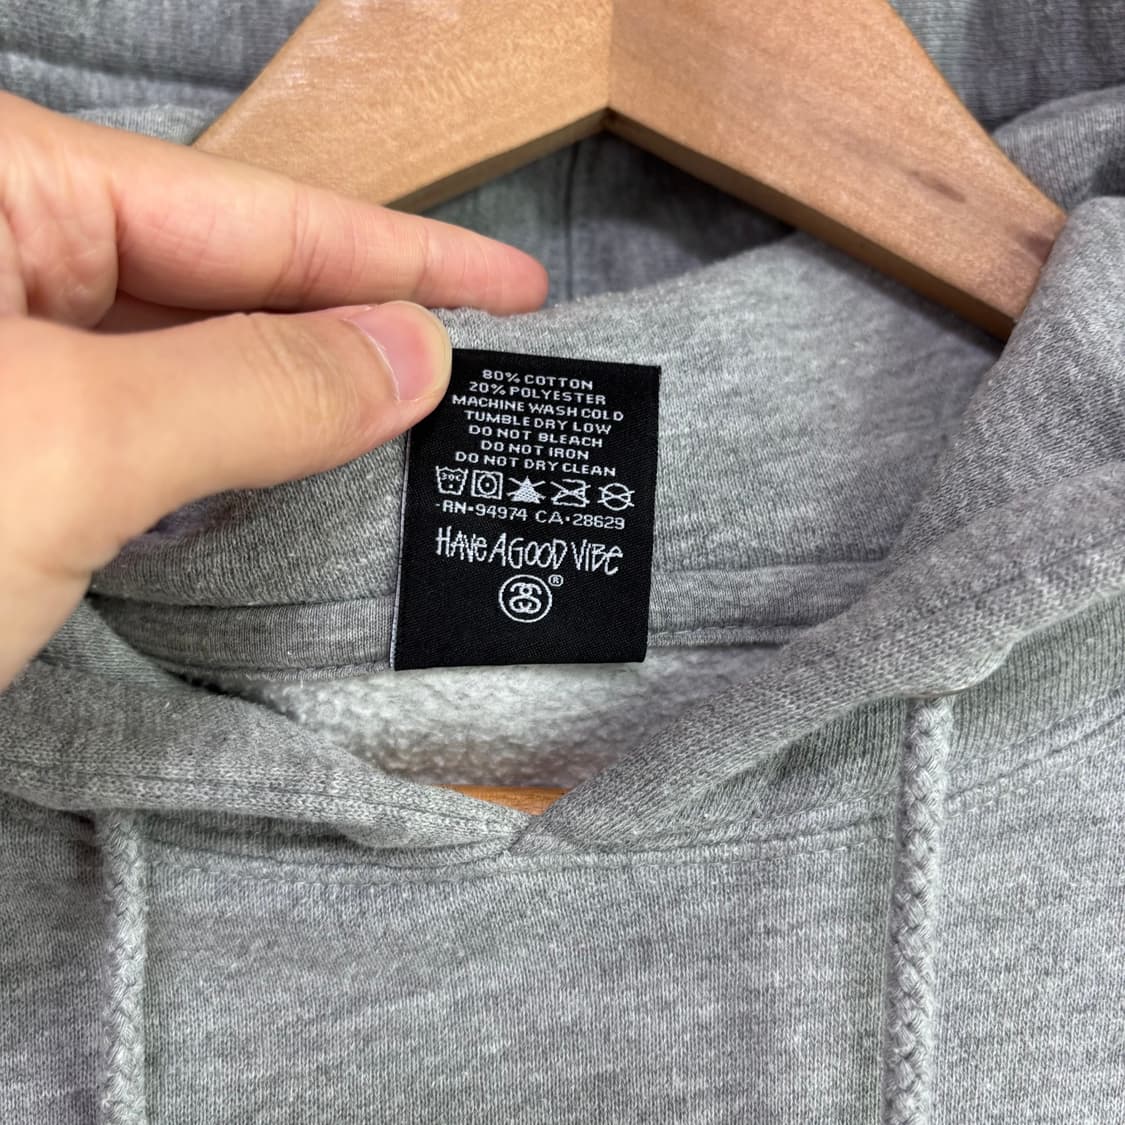 80% COTTON
20% POLYESTER
MACHINE WASH COLD
TUMBLE DRY LOW
DO NOT BLEACH
DO NOT IRON
DO NOT DRY CLEAN
30C
RN•94974 CA•28629
HAVE A GOOD VIBE
®